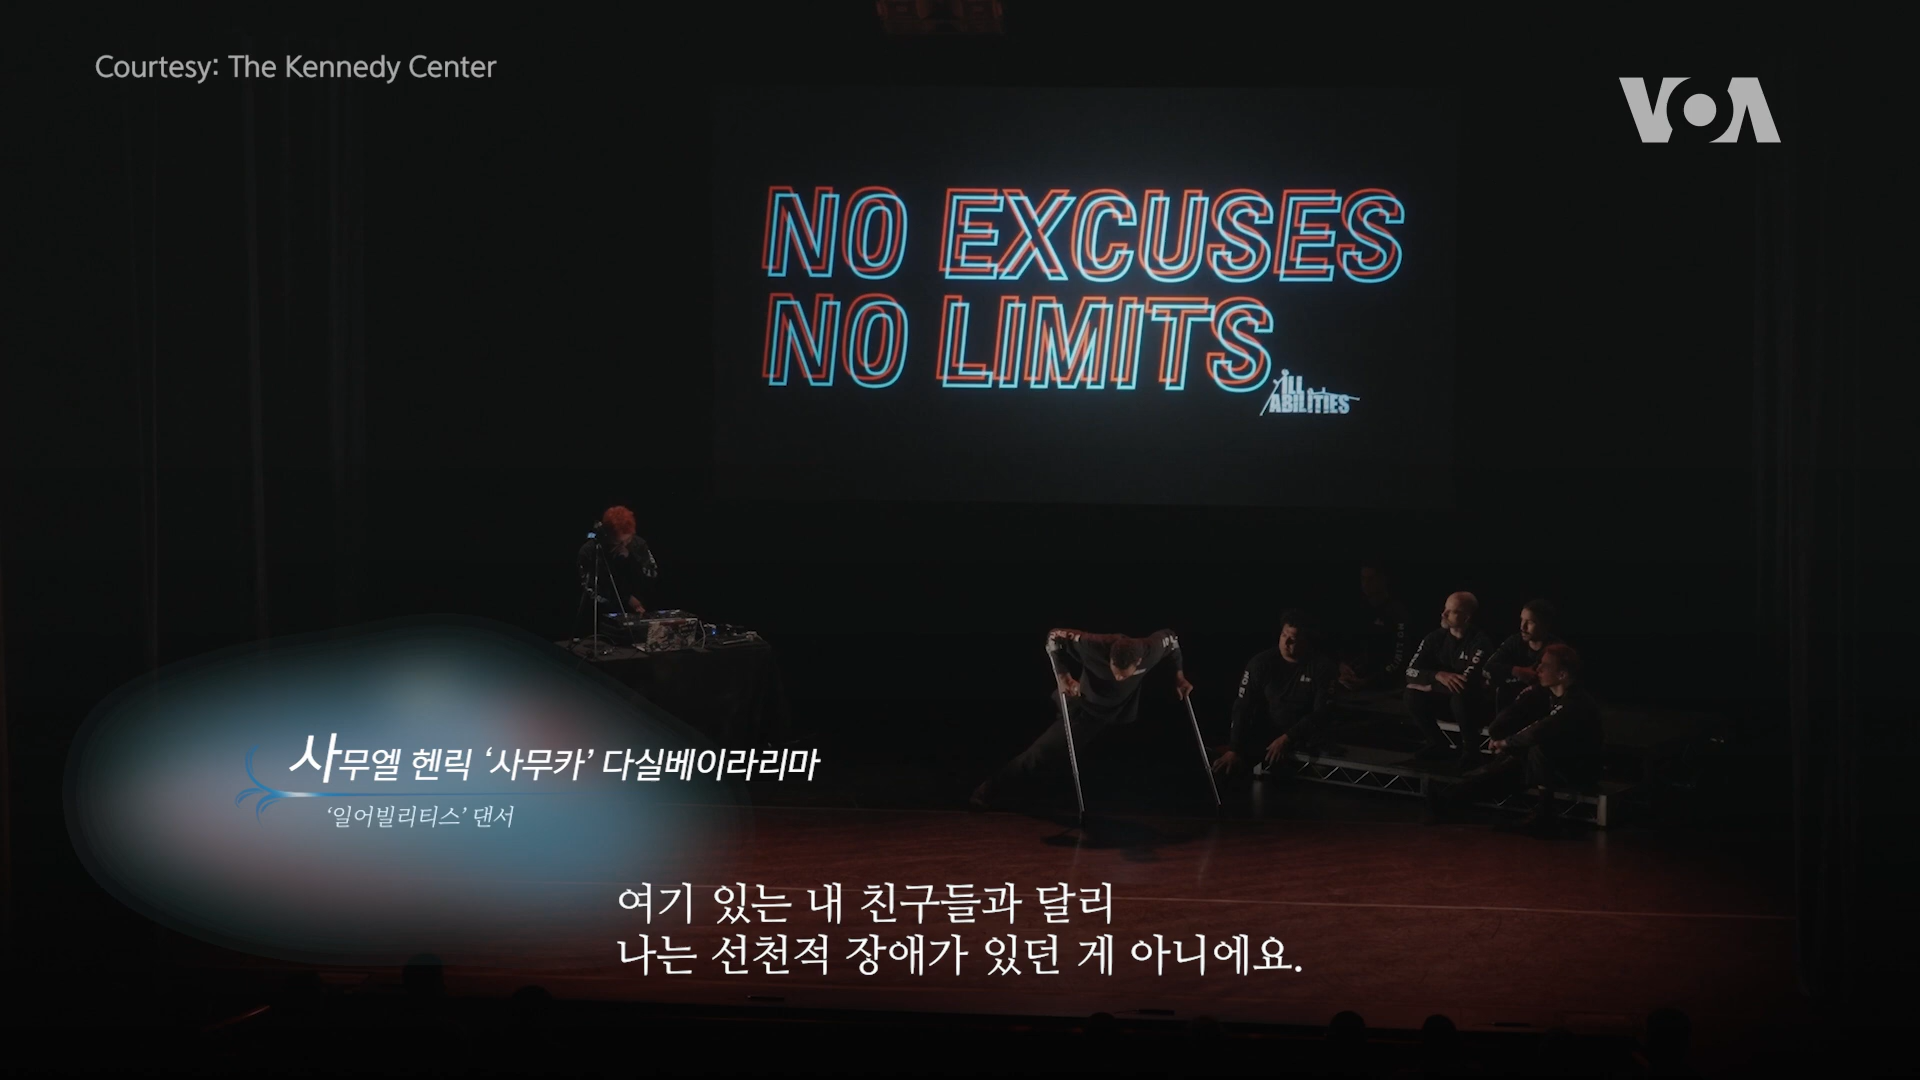 Courtesy: The Kennedy Center
VOA
NO EXCUSES
NO LIMITS
ILL
ABILITIES
사무엘 헨릭 ‘사무카’ 다실베이라리마
‘일어빌리티스’ 댄서
여기 있는 내 친구들과 달리
나는 선천적 장애가 있던 게 아니에요.